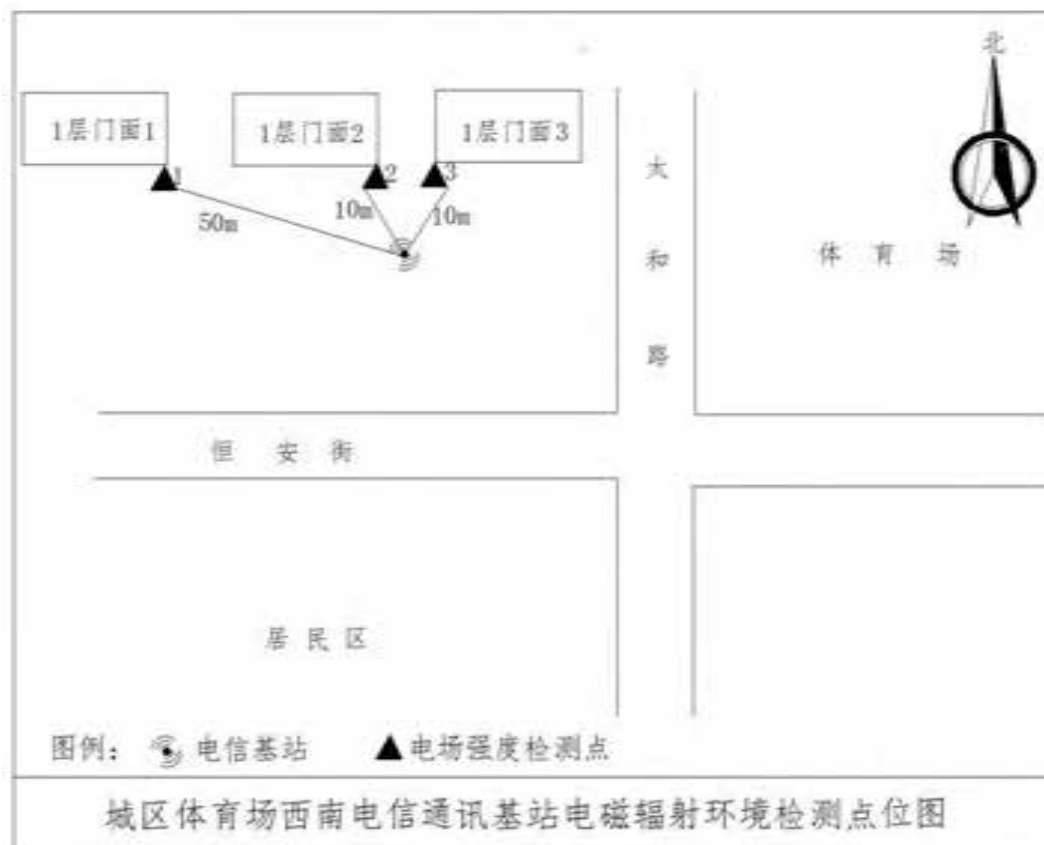 北
1层门面1
1层门面2
1层门面3
1
2
3
50m
10m
10m
大和路
体育场
恒安街
居民区
图例： 电信基站 电场强度检测点
城区体育场西南电信通讯基站电磁辐射环境检测点位图